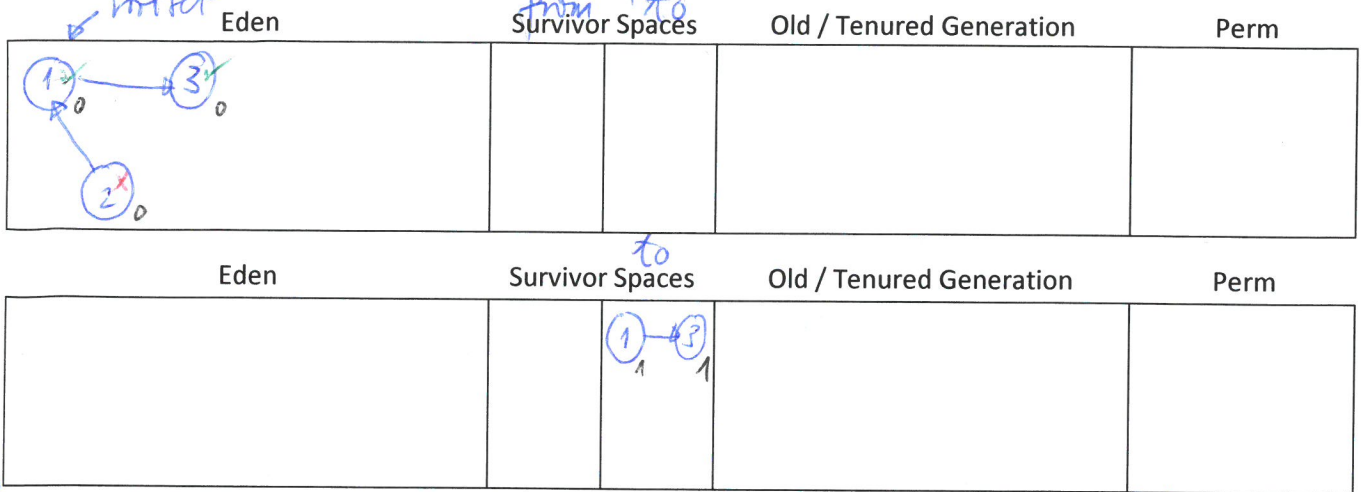 from to
Eden Survivor Spaces Old / Tenured Generation Perm
1 3
0 0
2
0
to
Eden Survivor Spaces Old / Tenured Generation Perm
1 3
1 1